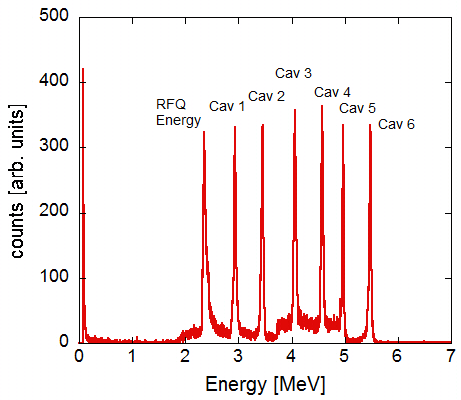 500
400
300
200
100
0
counts [arb. units]
RFQ
Energy
Cav 1
Cav 2
Cav 3
Cav 4
Cav 5
Cav 6
0 1 2 3 4 5 6 7
Energy [MeV]